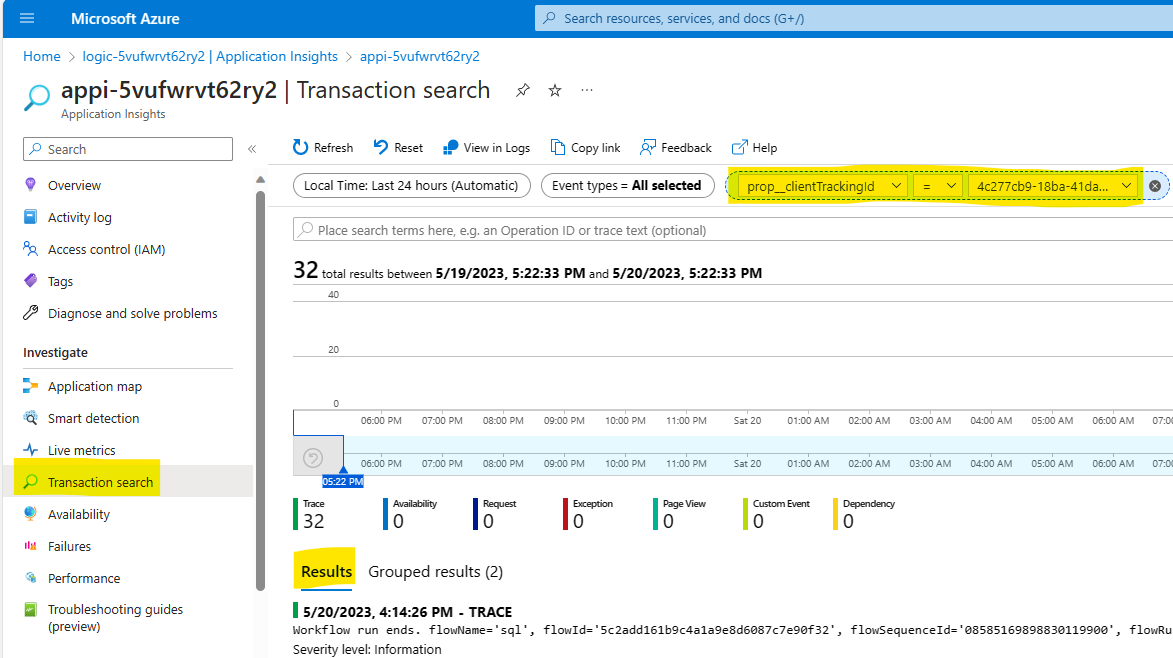 Microsoft Azure
Search resources, services, and docs (G+/)
Home > logic-5vufwrvt62ry2 | Application Insights > appi-5vufwrvt62ry2
appi-5vufwrvt62ry2 | Transaction search
Application Insights
Search
«
Refresh
Reset
View in Logs
Copy link
Feedback
Help
Overview
Activity log
Access control (IAM)
Tags
Diagnose and solve problems
Investigate
Application map
Smart detection
Live metrics
Transaction search
Availability
Failures
Performance
Troubleshooting guides
(preview)
Local Time: Last 24 hours (Automatic)
Event types = All selected
prop__clientTrackingId
=
4c277cb9-18ba-41da...
Place search terms here, e.g. an Operation ID or trace text (optional)
32 total results between 5/19/2023, 5:22:33 PM and 5/20/2023, 5:22:33 PM
40
20
0
06:00 PM 07:00 PM 08:00 PM 09:00 PM 10:00 PM 11:00 PM Sat 20 01:00 AM 02:00 AM 03:00 AM 04:00 AM 05:00 AM 06:00 AM 07:0
06:00 PM 07:00 PM 08:00 PM 09:00 PM 10:00 PM 11:00 PM Sat 20 01:00 AM 02:00 AM 03:00 AM 04:00 AM 05:00 AM 06:00 AM 07:0
05:22 PM
Trace
32
Availability
0
Request
0
Exception
0
Page View
0
Custom Event
0
Dependency
0
Results
Grouped results (2)
5/20/2023, 4:14:26 PM - TRACE
Workflow run ends. flowName='sql', flowId='5c2add161b9c4a1a9e8d6087c7e90f32', flowSequenceId='08585169898830119900', flowRu
Severity level: Information